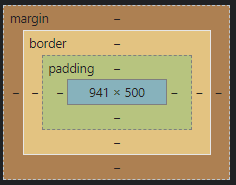 margin –
border –
padding –
– – – 941 × 500 – – –
–
–
–